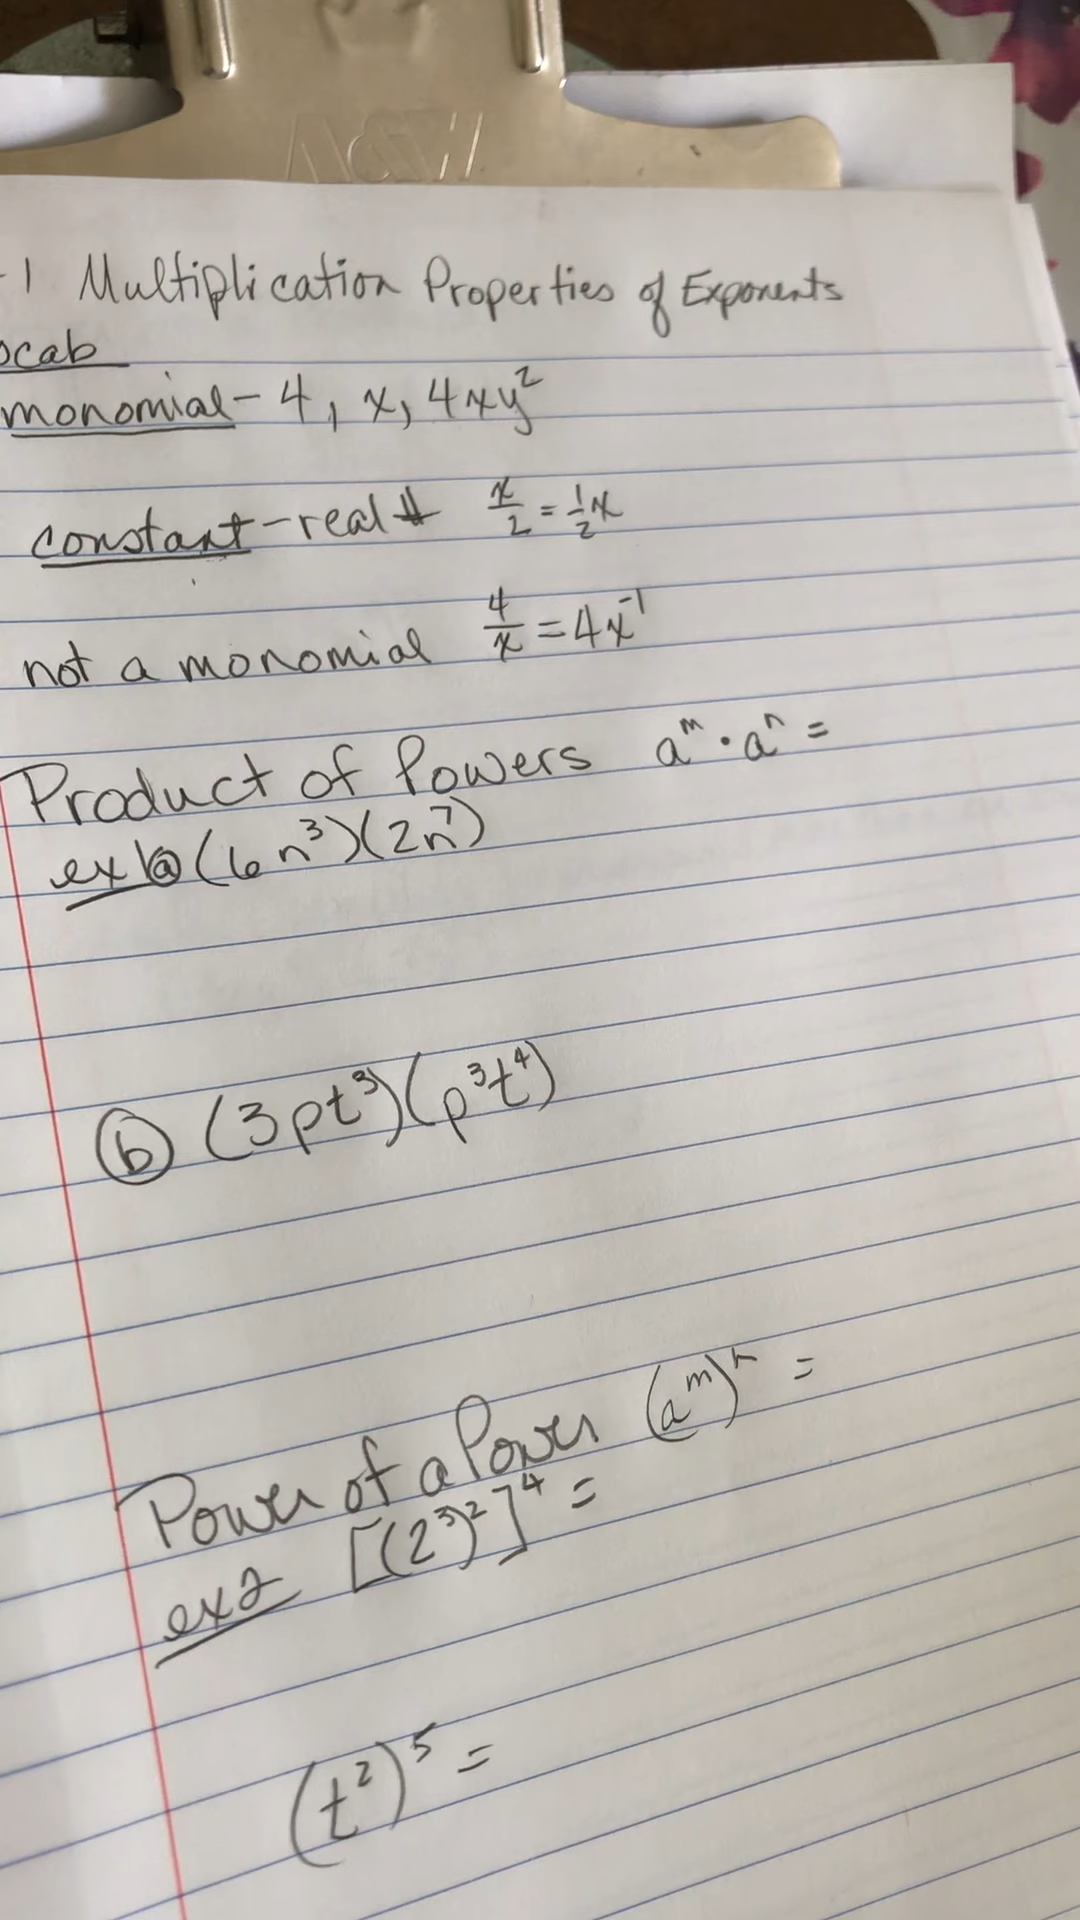 -1 Multiplication Properties of Exponents
ocab
monomial - 4, x, 4xy²
constant - real # x/2 = 1/2 x
not a monomial 4/x = 4x⁻¹
Product of Powers aᵐ · aⁿ =
ex 1 ⓐ (6n³)(2n⁷)
ⓑ (3pt³)(p³t⁴)
Power of a Power (aᵐ)ⁿ =
ex 2 [(2³)²]⁴ =
(t²)⁵ =